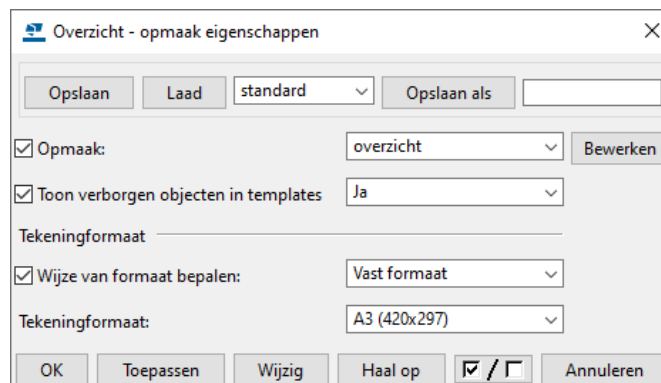 Overzicht - opmaak eigenschappen
Opslaan Laad standard Opslaan als
Opmaak: overzicht Bewerken
Toon verborgen objecten in templates Ja
Tekeningformaat
Wijze van formaat bepalen: Vast formaat
Tekeningformaat: A3 (420x297)
OK Toepassen Wijzig Haal op / Annuleren